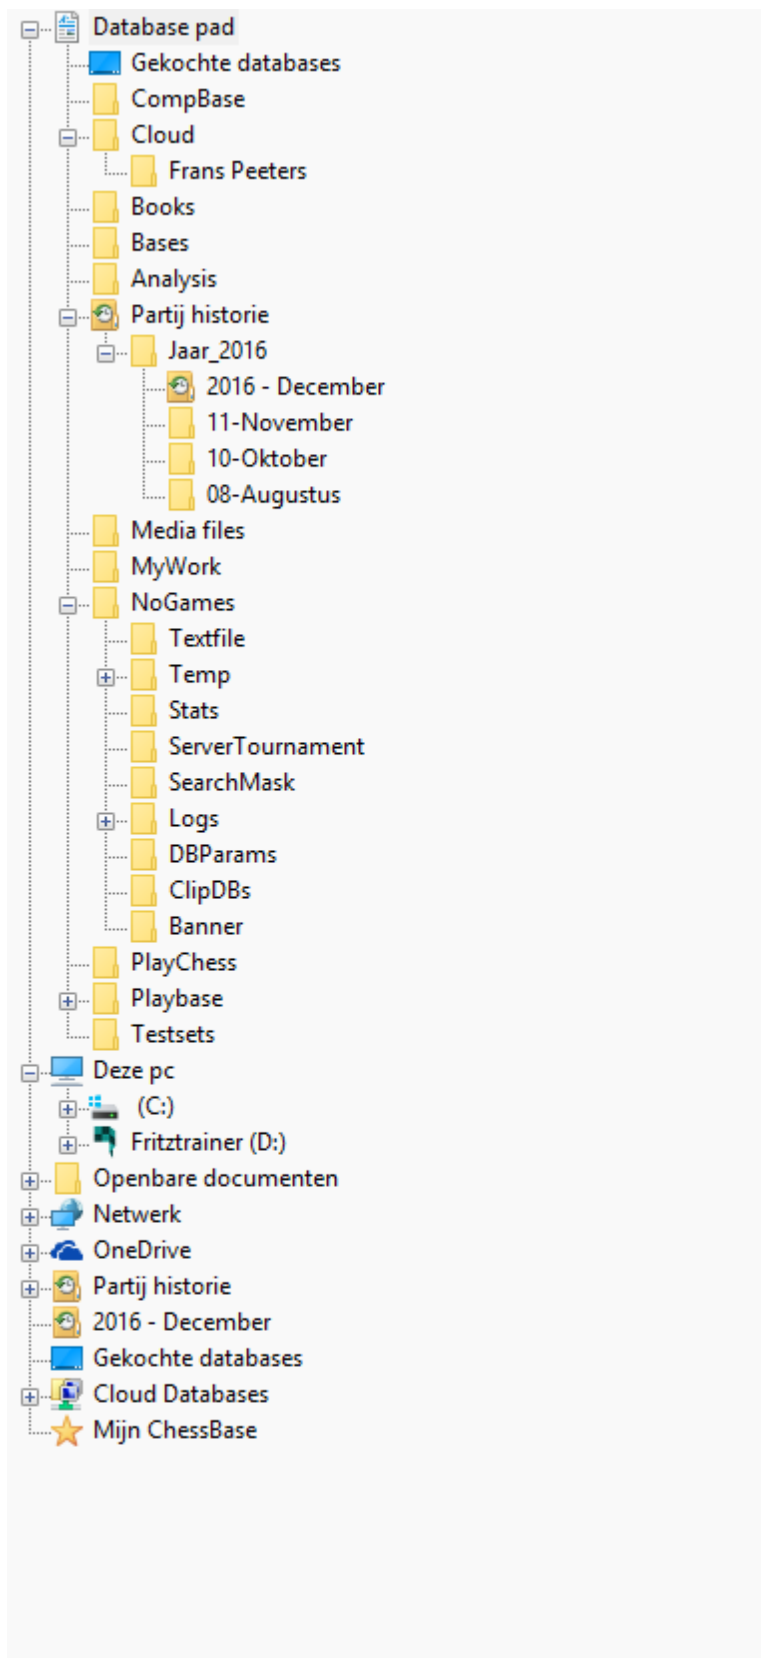 Database pad
Gekochte databases
CompBase
Cloud
Frans Peeters
Books
Bases
Analysis
Partij historie
Jaar_2016
2016 - December
11-November
10-Oktober
08-Augustus
Media files
MyWork
NoGames
Textfile
Temp
Stats
ServerTournament
SearchMask
Logs
DBParams
ClipDBs
Banner
PlayChess
Playbase
Testsets
Deze pc
(C:)
Fritztrainer (D:)
Openbare documenten
Netwerk
OneDrive
Partij historie
2016 - December
Gekochte databases
Cloud Databases
Mijn ChessBase